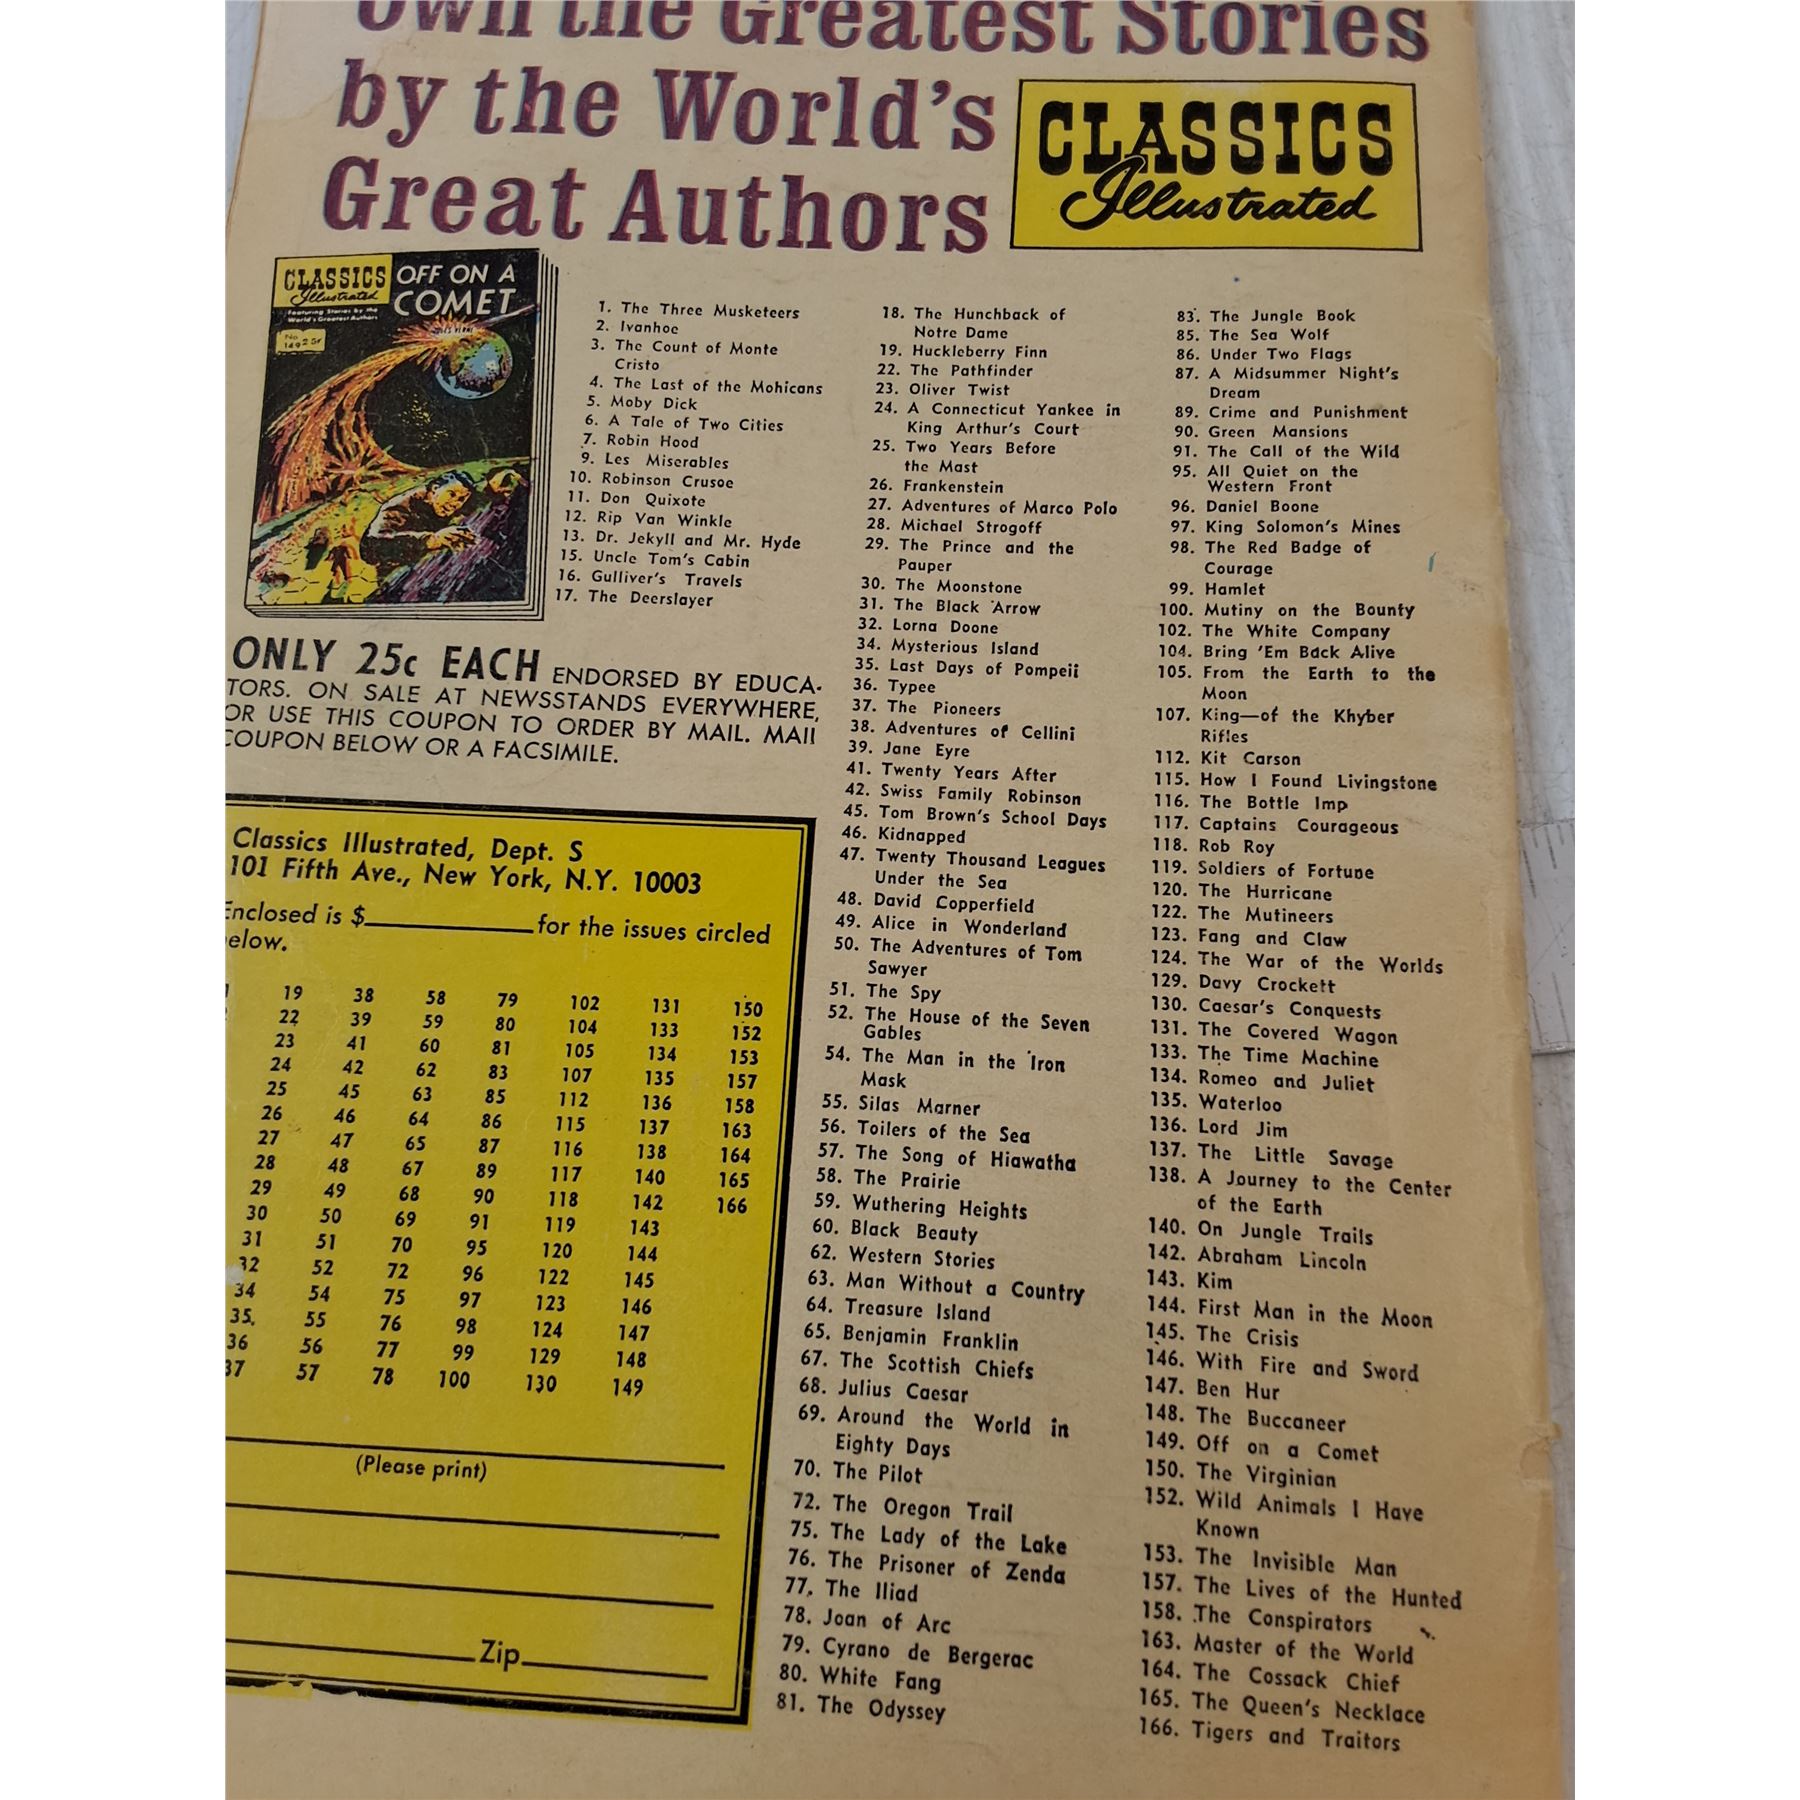 Own the Greatest Stories
by the World's
Great Authors
CLASSICS
Illustrated
CLASSICS
Illustrated
Featuring Stories by the
World's Greatest Authors
OFF ON A
COMET
JULES VERNE
No.
149
1. The Three Musketeers
2. Ivanhoe
3. The Count of Monte
Cristo
4. The Last of the Mohicans
5. Moby Dick
6. A Tale of Two Cities
7. Robin Hood
9. Les Miserables
10. Robinson Crusoe
11. Don Quixote
12. Rip Van Winkle
13. Dr. Jekyll and Mr. Hyde
15. Uncle Tom's Cabin
16. Gulliver's Travels
17. The Deerslayer
ONLY 25c EACH ENDORSED BY EDUCA-
TORS. ON SALE AT NEWSSTANDS EVERYWHERE,
OR USE THIS COUPON TO ORDER BY MAIL. MAIL
COUPON BELOW OR A FACSIMILE.
Classics Illustrated, Dept. S
101 Fifth Ave., New York, N.Y. 10003
Enclosed is $ for the issues circled
below.
19 38 58 79 102 131 150
22 39 59 80 104 133 152
23 41 60 81 105 134 153
24 42 62 83 107 135 157
25 45 63 85 112 136 158
26 46 64 86 115 137 163
27 47 65 87 116 138 164
28 48 67 89 117 140 165
29 49 68 90 118 142 166
30 50 69 91 119 143
31 51 70 95 120 144
32 52 72 96 122 145
34 54 75 97 123 146
35 55 76 98 124 147
36 56 77 99 129 148
37 57 78 100 130 149
(Please print)
Zip
18. The Hunchback of
Notre Dame
19. Huckleberry Finn
22. The Pathfinder
23. Oliver Twist
24. A Connecticut Yankee in
King Arthur's Court
25. Two Years Before
the Mast
26. Frankenstein
27. Adventures of Marco Polo
28. Michael Strogoff
29. The Prince and the
Pauper
30. The Moonstone
31. The Black Arrow
32. Lorna Doone
34. Mysterious Island
35. Last Days of Pompeii
36. Typee
37. The Pioneers
38. Adventures of Cellini
39. Jane Eyre
41. Twenty Years After
42. Swiss Family Robinson
45. Tom Brown's School Days
46. Kidnapped
47. Twenty Thousand Leagues
Under the Sea
48. David Copperfield
49. Alice in Wonderland
50. The Adventures of Tom
Sawyer
51. The Spy
52. The House of the Seven
Gables
54. The Man in the Iron
Mask
55. Silas Marner
56. Toilers of the Sea
57. The Song of Hiawatha
58. The Prairie
59. Wuthering Heights
60. Black Beauty
62. Western Stories
63. Man Without a Country
64. Treasure Island
65. Benjamin Franklin
67. The Scottish Chiefs
68. Julius Caesar
69. Around the World in
Eighty Days
70. The Pilot
72. The Oregon Trail
75. The Lady of the Lake
76. The Prisoner of Zenda
77. The Iliad
78. Joan of Arc
79. Cyrano de Bergerac
80. White Fang
81. The Odyssey
83. The Jungle Book
85. The Sea Wolf
86. Under Two Flags
87. A Midsummer Night's
Dream
89. Crime and Punishment
90. Green Mansions
91. The Call of the Wild
95. All Quiet on the
Western Front
96. Daniel Boone
97. King Solomon's Mines
98. The Red Badge of
Courage
99. Hamlet
100. Mutiny on the Bounty
102. The White Company
104. Bring 'Em Back Alive
105. From the Earth to the
Moon
107. King—of the Khyber
Rifles
112. Kit Carson
115. How I Found Livingstone
116. The Bottle Imp
117. Captains Courageous
118. Rob Roy
119. Soldiers of Fortune
120. The Hurricane
122. The Mutineers
123. Fang and Claw
124. The War of the Worlds
129. Davy Crockett
130. Caesar's Conquests
131. The Covered Wagon
133. The Time Machine
134. Romeo and Juliet
135. Waterloo
136. Lord Jim
137. The Little Savage
138. A Journey to the Center
of the Earth
140. On Jungle Trails
142. Abraham Lincoln
143. Kim
144. First Man in the Moon
145. The Crisis
146. With Fire and Sword
147. Ben Hur
148. The Buccaneer
149. Off on a Comet
150. The Virginian
152. Wild Animals I Have
Known
153. The Invisible Man
157. The Lives of the Hunted
158. The Conspirators
163. Master of the World
164. The Cossack Chief
165. The Queen's Necklace
166. Tigers and Traitors